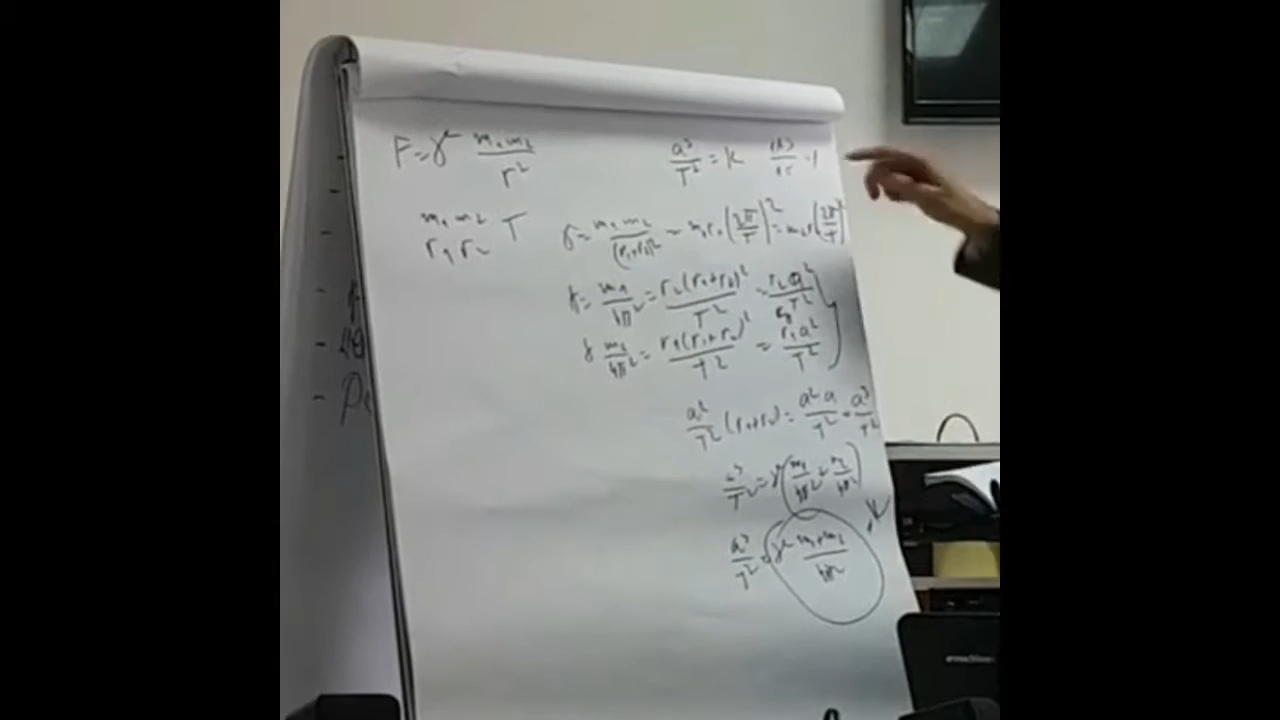 F = γ m₁m₂/r²
a³/T² = K
m₁ m₂ T
r₁ r₂
γ = m₁m₂/(r₁+r₂)² = m₁r₁(2π/T)² = m₂r(2π/T)²
γ = m₁/4π² = r₂(r₁+r₂)²/T² = r₂a²/T²
γ m₂/4π² = r₁(r₁+r₂)²/T² = r₁a²/T²
a²/T² (r₁+r₂) = a² a/T² = a³/T²
a³/T² = γ(m₁/4π² + m₂/4π²)
K
a³/T² = γ m₁+m₂/4π²